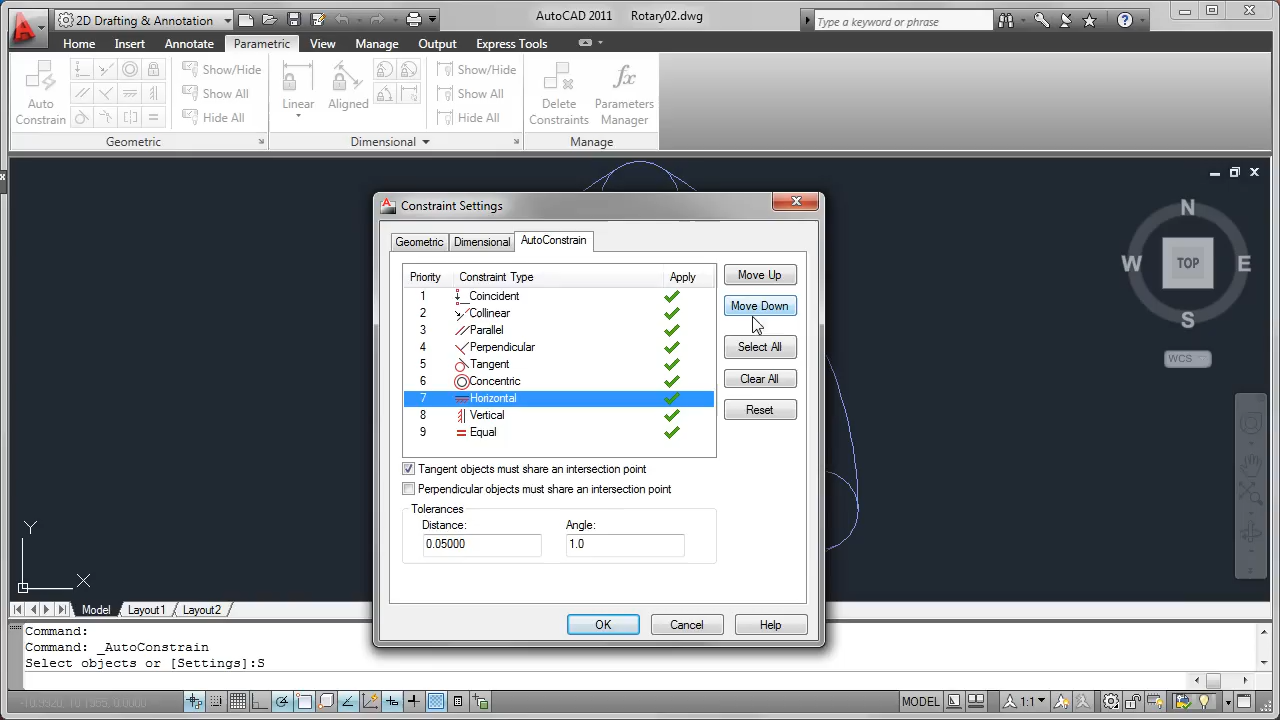 2D Drafting & Annotation
AutoCAD 2011 Rotary02.dwg
Type a keyword or phrase
Home Insert Annotate Parametric View Manage Output Express Tools
Auto Constrain
Show/Hide
Show All
Hide All
Linear
Aligned
Show/Hide
Show All
Hide All
Delete Constraints
fx
Parameters Manager
Geometric
Dimensional
Manage
N
W TOP E
S
WCS
Constraint Settings
Geometric Dimensional AutoConstrain
Priority Constraint Type Apply
1 Coincident
2 Collinear
3 Parallel
4 Perpendicular
5 Tangent
6 Concentric
7 Horizontal
8 Vertical
9 Equal
Move Up
Move Down
Select All
Clear All
Reset
Tangent objects must share an intersection point
Perpendicular objects must share an intersection point
Tolerances
Distance: Angle:
0.05000 1.0
OK Cancel Help
Y
X
Model Layout1 Layout2
Command:
Command: _AutoConstrain
Select objects or [Settings]:S
MODEL 1:1